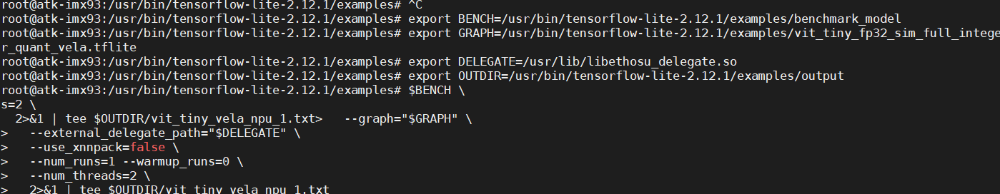 root@atk-imx93:/usr/bin/tensorflow-lite-2.12.1/examples# ^C
root@atk-imx93:/usr/bin/tensorflow-lite-2.12.1/examples# export BENCH=/usr/bin/tensorflow-lite-2.12.1/examples/benchmark_model
root@atk-imx93:/usr/bin/tensorflow-lite-2.12.1/examples# export GRAPH=/usr/bin/tensorflow-lite-2.12.1/examples/vit_tiny_fp32_sim_full_intege
r_quant_vela.tflite
root@atk-imx93:/usr/bin/tensorflow-lite-2.12.1/examples# export DELEGATE=/usr/lib/libethosu_delegate.so
root@atk-imx93:/usr/bin/tensorflow-lite-2.12.1/examples# export OUTDIR=/usr/bin/tensorflow-lite-2.12.1/examples/output
root@atk-imx93:/usr/bin/tensorflow-lite-2.12.1/examples# $BENCH \
s=2 \
  2>&1 | tee $OUTDIR/vit_tiny_vela_npu_1.txt>   --graph="$GRAPH" \
>   --external_delegate_path="$DELEGATE" \
>   --use_xnnpack=false \
>   --num_runs=1 --warmup_runs=0 \
>   --num_threads=2 \
>   2>&1 | tee $OUTDIR/vit_tiny_vela_npu_1.txt